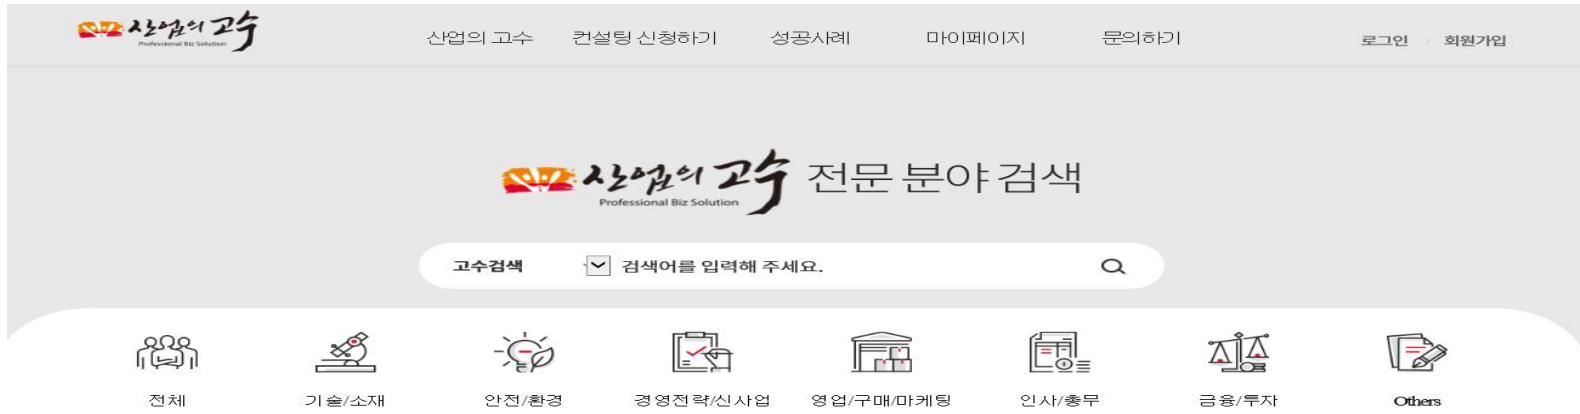 산업의 고수
Professional Biz Solution
산업의 고수 컨설팅 신청하기 성공사례 마이페이지 문의하기
로그인 회원가입
산업의 고수 전문 분야 검색
Professional Biz Solution
고수검색 검색어를 입력해 주세요.
전체 기술/소재 안전/환경 경영전략/신사업 영업/구매/마케팅 인사/총무 금융/투자 Others